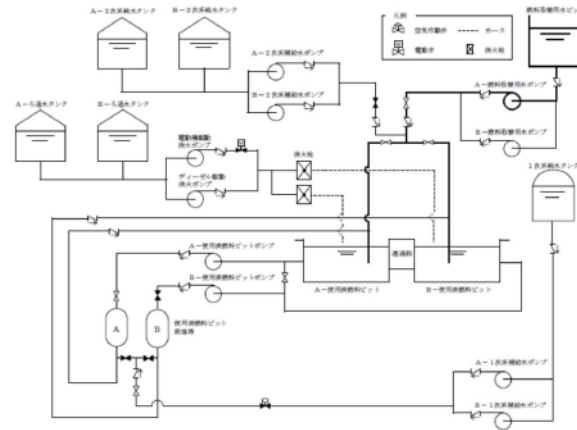 A－2次系純水タンク
B－2次系純水タンク
燃料取替用水ピット
凡例
空気作動弁
ホース
電動弁
消火栓
A－2次系補給水ポンプ
B－2次系補給水ポンプ
A－燃料取替用水ポンプ
B－燃料取替用水ポンプ
A－ろ過水タンク
B－ろ過水タンク
電動機駆動
消火ポンプ
ディーゼル駆動
消火ポンプ
消火栓
1次系純水タンク
A－使用済燃料ピットポンプ
B－使用済燃料ピットポンプ
A－使用済燃料ピット
B－使用済燃料ピット
A
B
使用済燃料ピット
脱塩塔
A－1次系補給水ポンプ
B－1次系補給水ポンプ